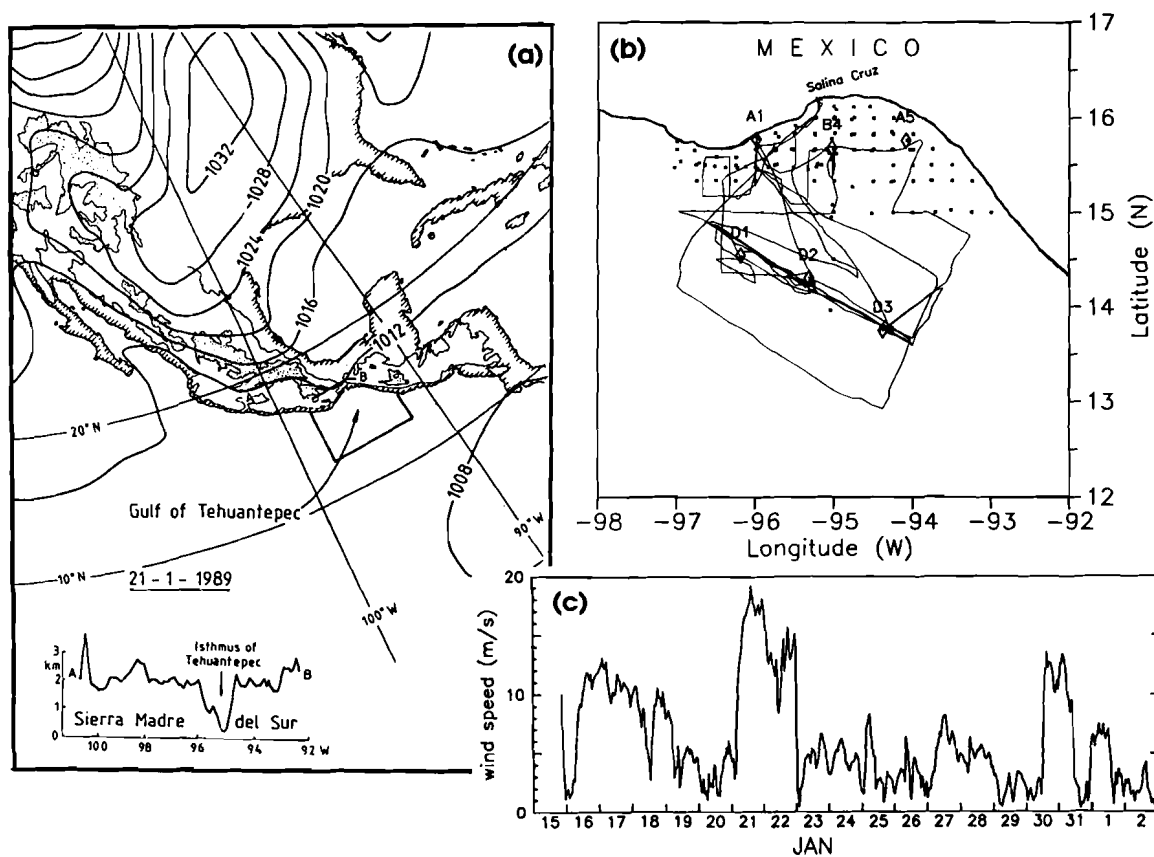 (a)
1032
1028
1020
1024
1016
1012
B
A
20° N
1008
Gulf of Tehuantepec
90° W
10° N
21 - 1 - 1989
100° W
Isthmus of
Tehuantepec
3
km
2
1
0
A
B
Sierra Madre del Sur
100 98 96 94 92 W
(b)
MEXICO
Salina Cruz
A1
B4
A5
D1
D2
D3
17
16
15
14
13
12
Latitude (N)
-98 -97 -96 -95 -94 -93 -92
Longitude (W)
(c)
20
10
0
wind speed (m/s)
15 16 17 18 19 20 21 22 23 24 25 26 27 28 29 30 31 1 2
JAN